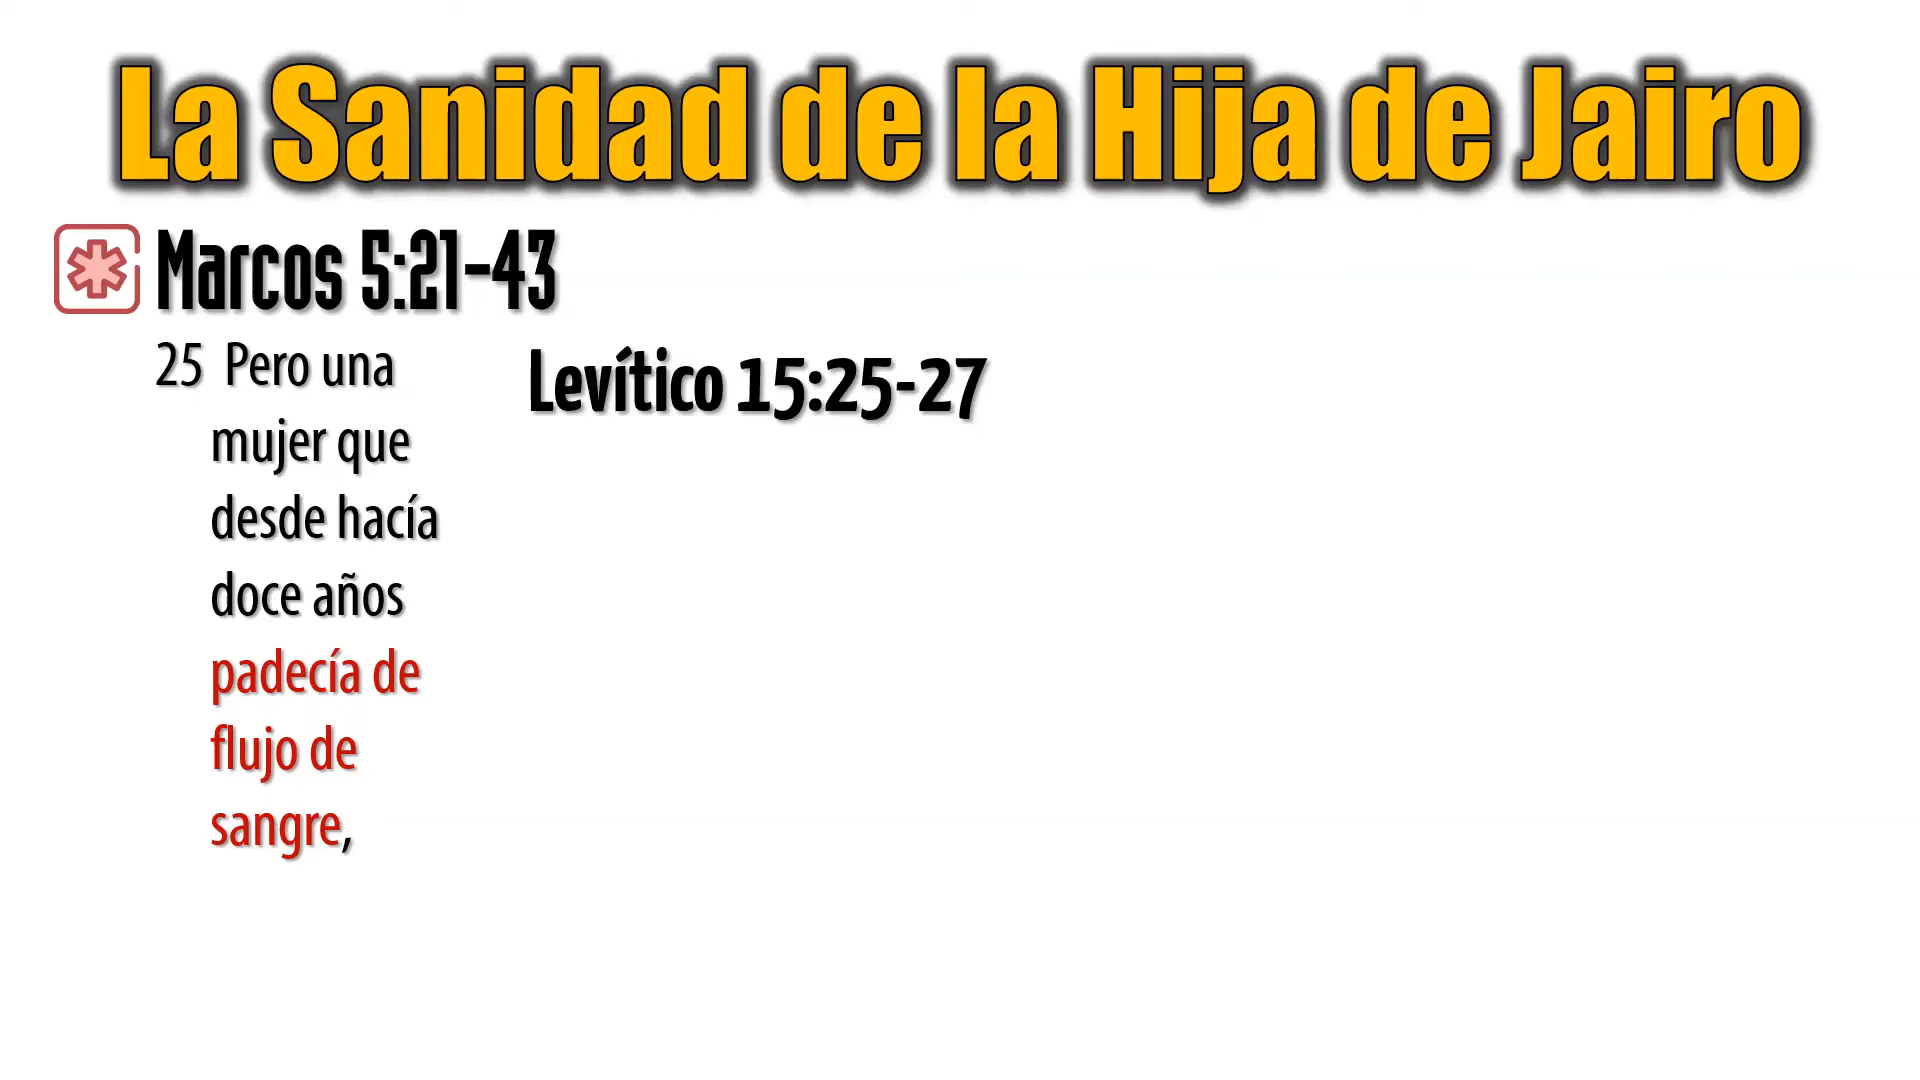 La Sanidad de la Hija de Jairo
Marcos 5:21-43
25 Pero una
mujer que
desde hacía
doce años
padecía de
flujo de
sangre,
Levítico 15:25-27